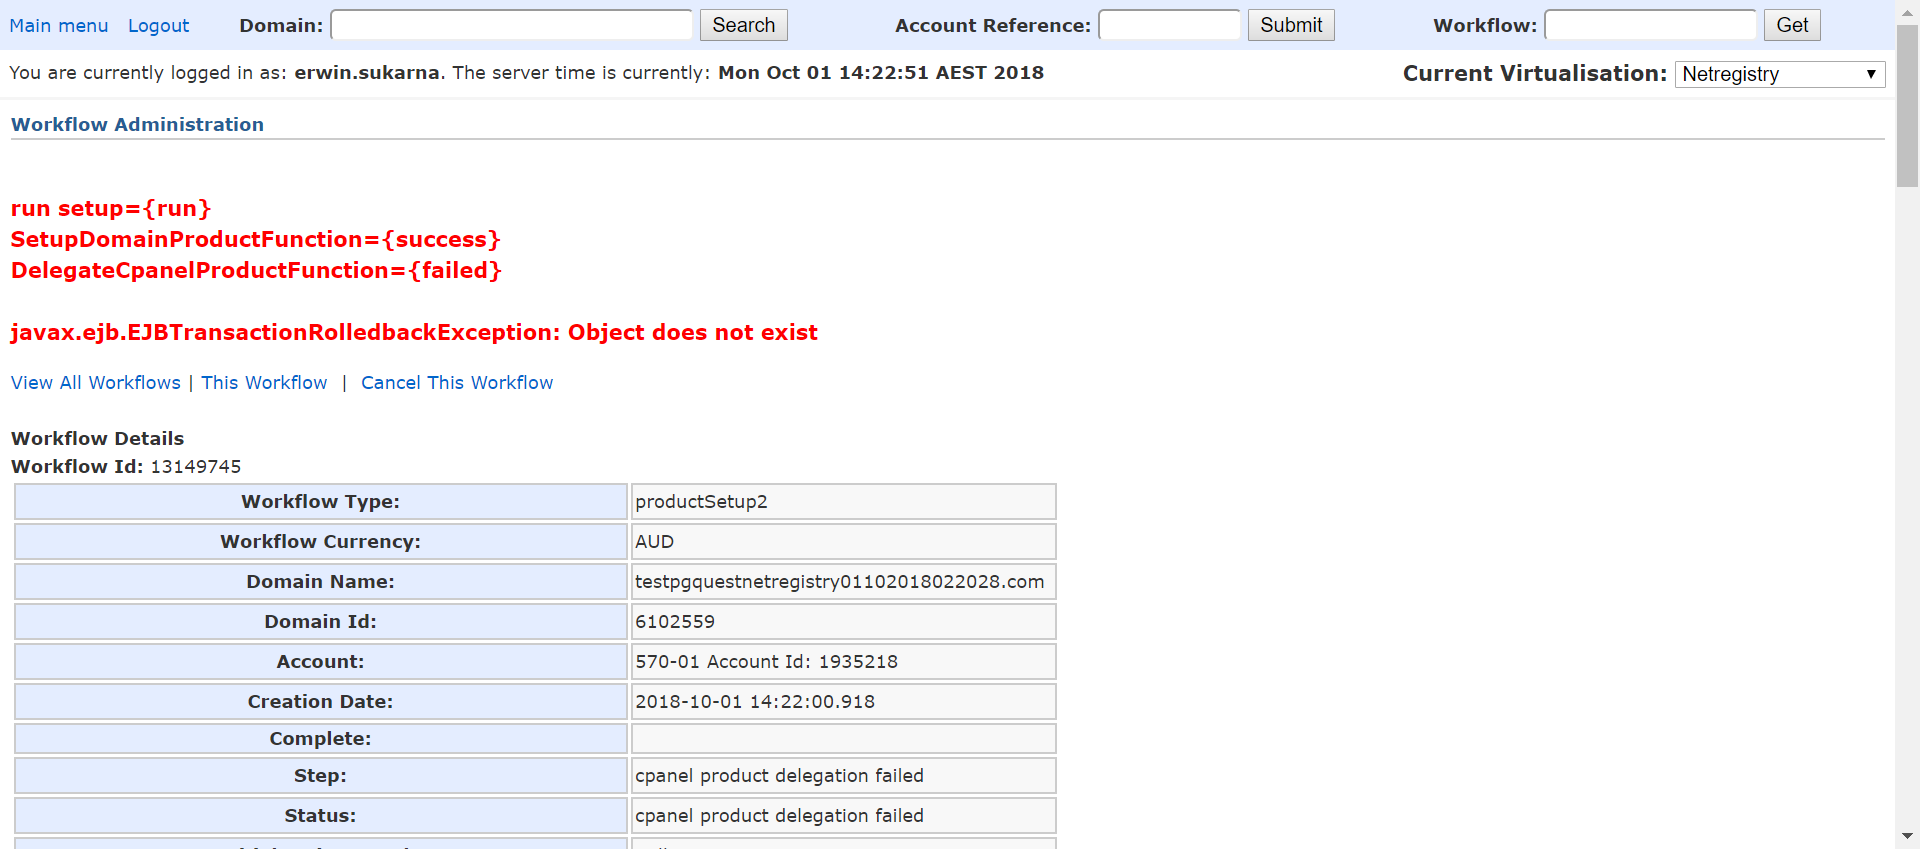 Main menu Logout Domain: Search Account Reference: Submit Workflow: Get
You are currently logged in as: erwin.sukarna. The server time is currently: Mon Oct 01 14:22:51 AEST 2018 Current Virtualisation: Netregistry
Workflow Administration
run setup={run}
SetupDomainProductFunction={success}
DelegateCpanelProductFunction={failed}
javax.ejb.EJBTransactionRolledbackException: Object does not exist
View All Workflows | This Workflow | Cancel This Workflow
Workflow Details
Workflow Id: 13149745
Workflow Type: productSetup2
Workflow Currency: AUD
Domain Name: testpgquestnetregistry01102018022028.com
Domain Id: 6102559
Account: 570-01 Account Id: 1935218
Creation Date: 2018-10-01 14:22:00.918
Complete:
Step: cpanel product delegation failed
Status: cpanel product delegation failed